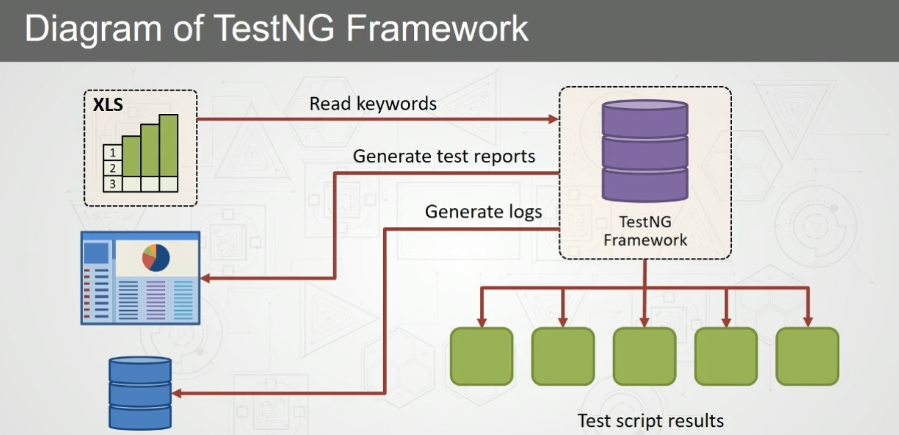 Diagram of TestNG Framework
XLS
1
2
3
Read keywords
Generate test reports
Generate logs
TestNG
Framework
Test script results